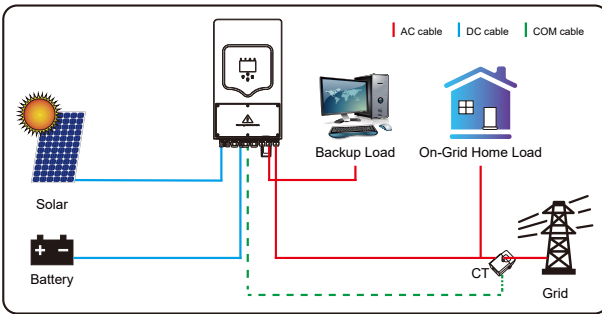 AC cable
DC cable
COM cable
Backup Load
On-Grid Home Load
Solar
Battery
CT
Grid